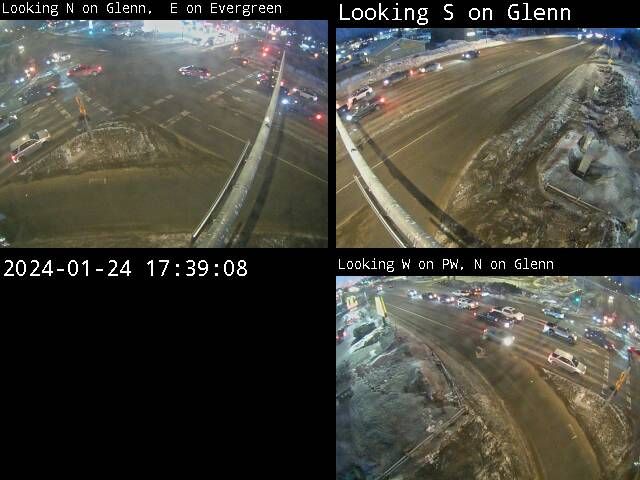 Looking N on Glenn,  E on Evergreen
Looking S on Glenn
2024-01-24 17:39:08
Looking W on PW, N on Glenn